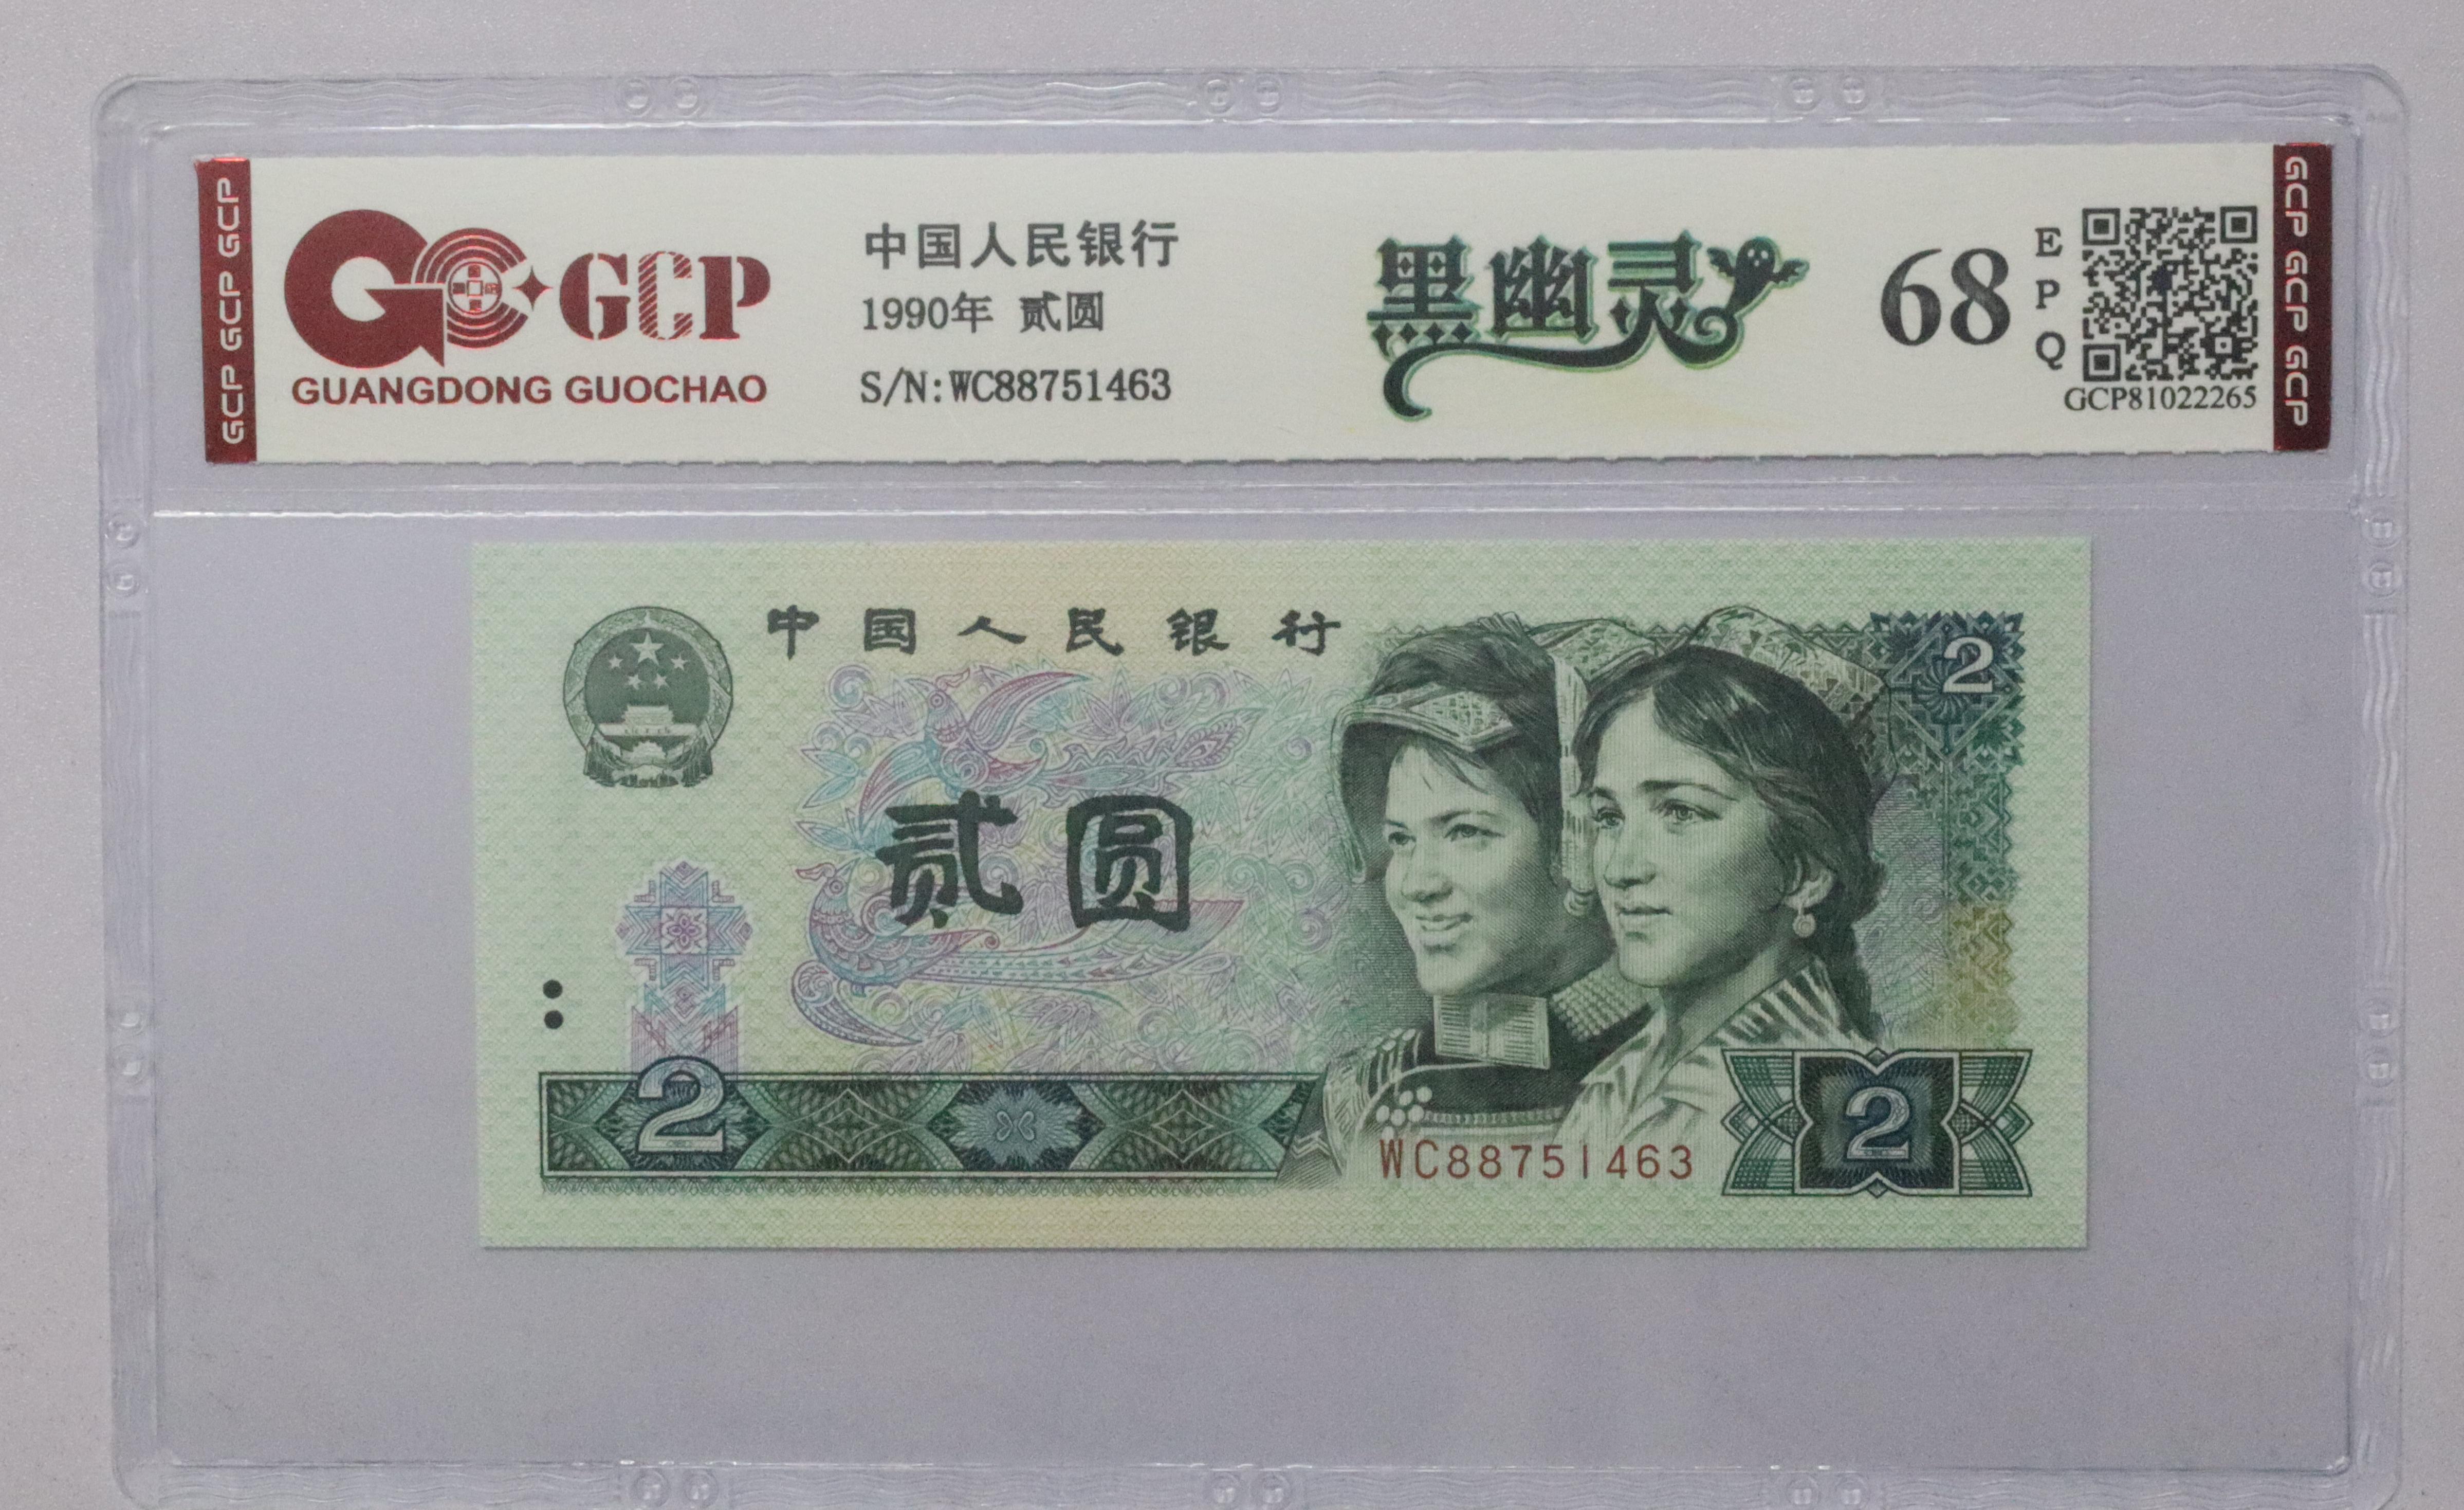 GCP GCP GCP
GCP
GUANGDONG GUOCHAO
中国人民银行
1990年 贰圆
S/N:WC88751463
黑幽灵
68
EPQ
GCP81022265
GCP GCP GCP
中国人民银行
2
贰圆
2
WC88751463
2